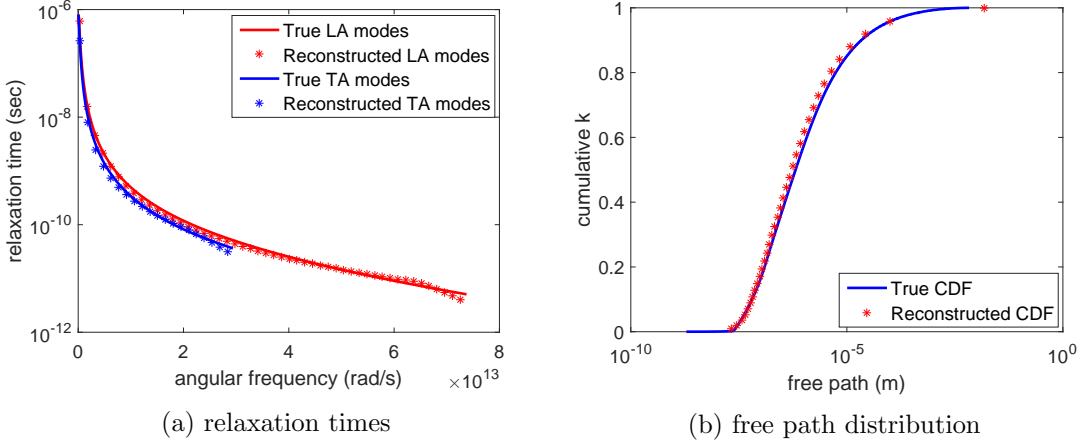 10^-6
10^-8
10^-10
10^-12
relaxation time (sec)
True LA modes
Reconstructed LA modes
True TA modes
Reconstructed TA modes
0 2 4 6 8
angular frequency (rad/s) ×10^13
(a) relaxation times
1
0.8
0.6
0.4
0.2
0
cumulative k
True CDF
Reconstructed CDF
10^-10 10^-5 10^0
free path (m)
(b) free path distribution